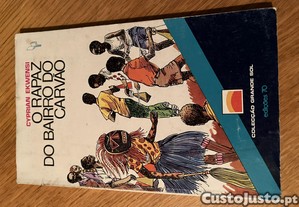 CYPRIAN EKWENSI
O RAPAZ
DO BAIRRO DO
CARVÃO
COLECÇÃO GRANDE SOL
edições 70
CustoJusto.pt